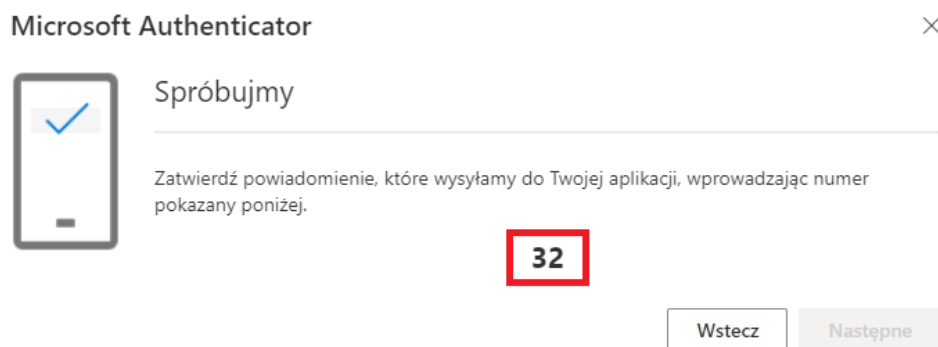 Microsoft Authenticator
Spróbujmy
Zatwierdź powiadomienie, które wysyłamy do Twojej aplikacji, wprowadzając numer
pokazany poniżej.
32
Wstecz
Następne